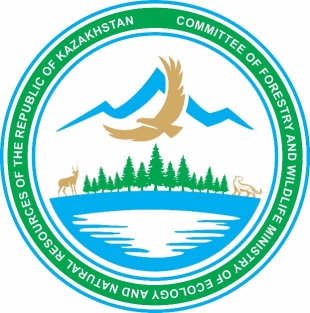 COMMITTEE OF FORESTRY AND WILDLIFE MINISTRY OF ECOLOGY AND NATURAL RESOURCES OF THE REPUBLIC OF KAZAKHSTAN